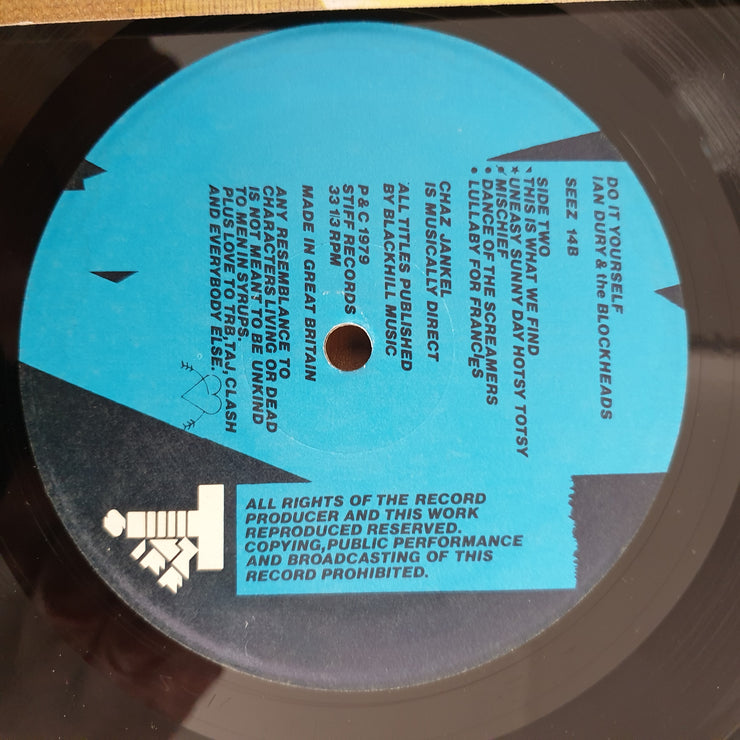 DO IT YOURSELF
IAN DURY & the BLOCKHEADS
SEEZ 14B
SIDE TWO
THIS IS WHAT WE FIND
UNEASY SUNNY DAY HOTSY TOTSY
MISCHIEF
DANCE OF THE SCREAMERS
LULLABY FOR FRANCIES
CHAZ JANKEL
IS MUSICALLY DIRECT
ALL TITLES PUBLISHED
BY BLACKHILL MUSIC
P&C 1979
STIFF RECORDS
33 1/3 RPM
MADE IN GREAT BRITAIN
ANY RESEMBLANCE TO
CHARACTERS LIVING OR DEAD
IS NOT MEANT TO BE UNKIND
TO MEN IN SYRUPS.
PLUS LOVE TO TRB, TAJ, CLASH
AND EVERYBODY ELSE.
ALL RIGHTS OF THE RECORD
PRODUCER AND THIS WORK
REPRODUCED RESERVED.
COPYING, PUBLIC PERFORMANCE
AND BROADCASTING OF THIS
RECORD PROHIBITED.